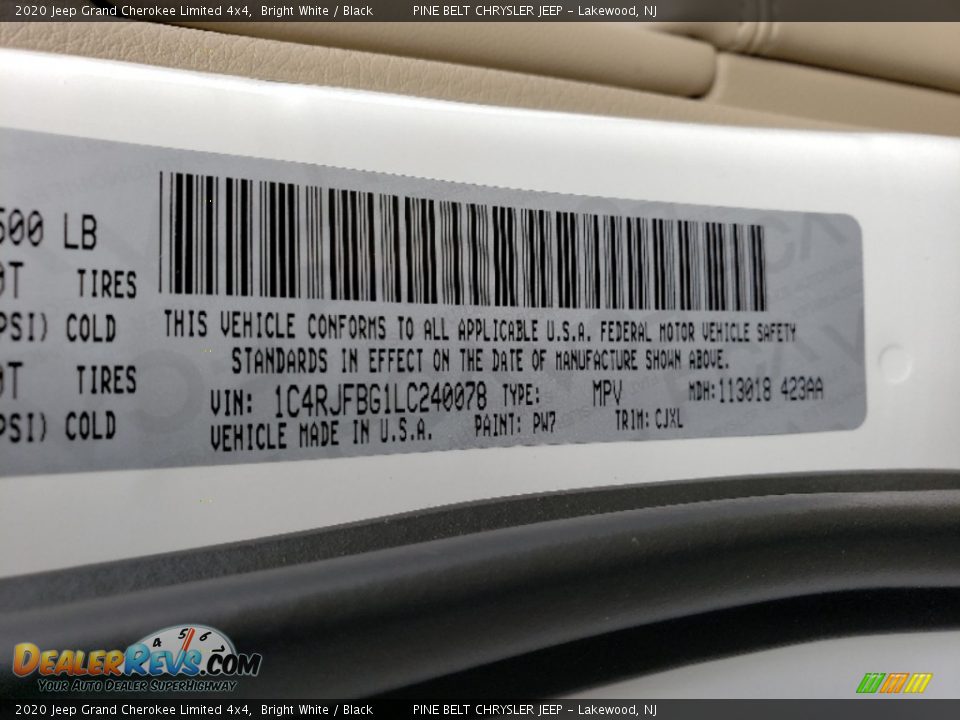 2020 Jeep Grand Cherokee Limited 4x4, Bright White / Black PINE BELT CHRYSLER JEEP – Lakewood, NJ
500 LB
TIRES
PSI) COLD
TIRES
PSI) COLD
THIS VEHICLE CONFORMS TO ALL APPLICABLE U.S.A. FEDERAL MOTOR VEHICLE SAFETY
STANDARDS IN EFFECT ON THE DATE OF MANUFACTURE SHOWN ABOVE.
VIN: 1C4RJFBG1LC240078 TYPE: MPV MDH:113018 423AA
VEHICLE MADE IN U.S.A. PAINT: PW7 TRIM: CJXL
4 5 6
DEALERREVS.COM
YOUR AUTO DEALER SUPERHIGHWAY
2020 Jeep Grand Cherokee Limited 4x4, Bright White / Black PINE BELT CHRYSLER JEEP – Lakewood, NJ